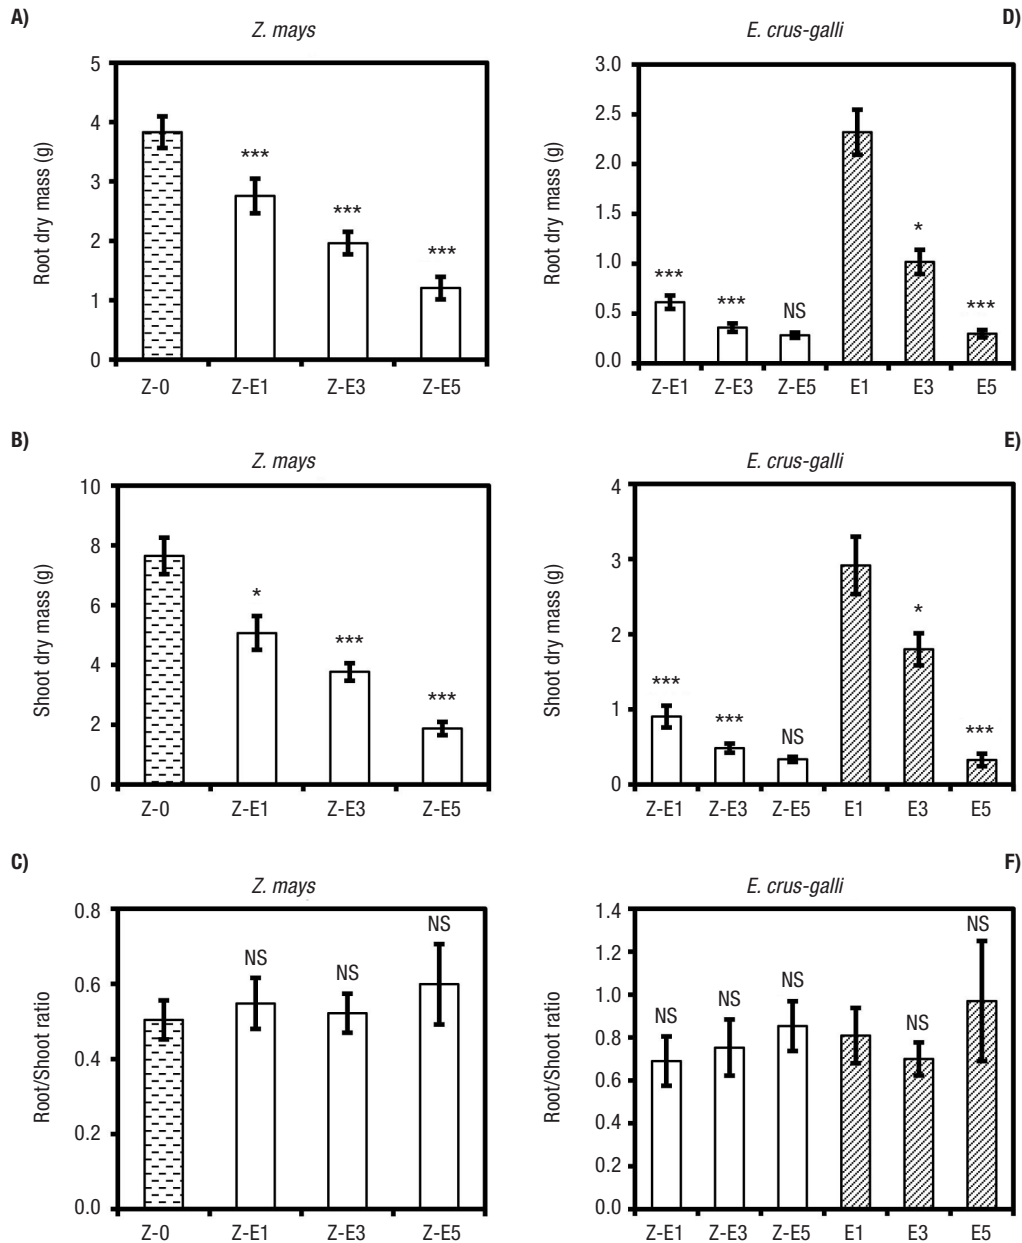 A)
Z. mays
Root dry mass (g)
5
4
3
2
1
0
***
***
***
Z-0 Z-E1 Z-E3 Z-E5
D)
E. crus-galli
Root dry mass (g)
3.0
2.5
2.0
1.5
1.0
0.5
0.0
***
***
NS
*
***
Z-E1 Z-E3 Z-E5 E1 E3 E5
B)
Z. mays
Shoot dry mass (g)
10
8
6
4
2
0
*
***
***
Z-0 Z-E1 Z-E3 Z-E5
E)
E. crus-galli
Shoot dry mass (g)
4
3
2
1
0
***
***
NS
*
***
Z-E1 Z-E3 Z-E5 E1 E3 E5
C)
Z. mays
Root/Shoot ratio
0.8
0.6
0.4
0.2
0.0
NS
NS
NS
Z-0 Z-E1 Z-E3 Z-E5
F)
E. crus-galli
Root/Shoot ratio
1.4
1.2
1.0
0.8
0.6
0.4
0.2
0.0
NS
NS
NS
NS
NS
Z-E1 Z-E3 Z-E5 E1 E3 E5